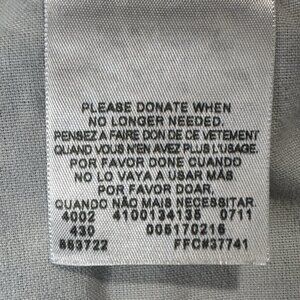 PLEASE DONATE WHEN
NO LONGER NEEDED.
PENSEZ A FAIRE DON DE CE VETEMENT
QUAND VOUS N'EN AVEZ PLUS L'USAGE.
POR FAVOR DONE CUANDO
NO LO VAYA A USAR MÁS
POR FAVOR DOAR,
QUANDO NÃO MAIS NECESSITAR.
4002 4100134135 0711
430 005170216
853722 FFC#37741